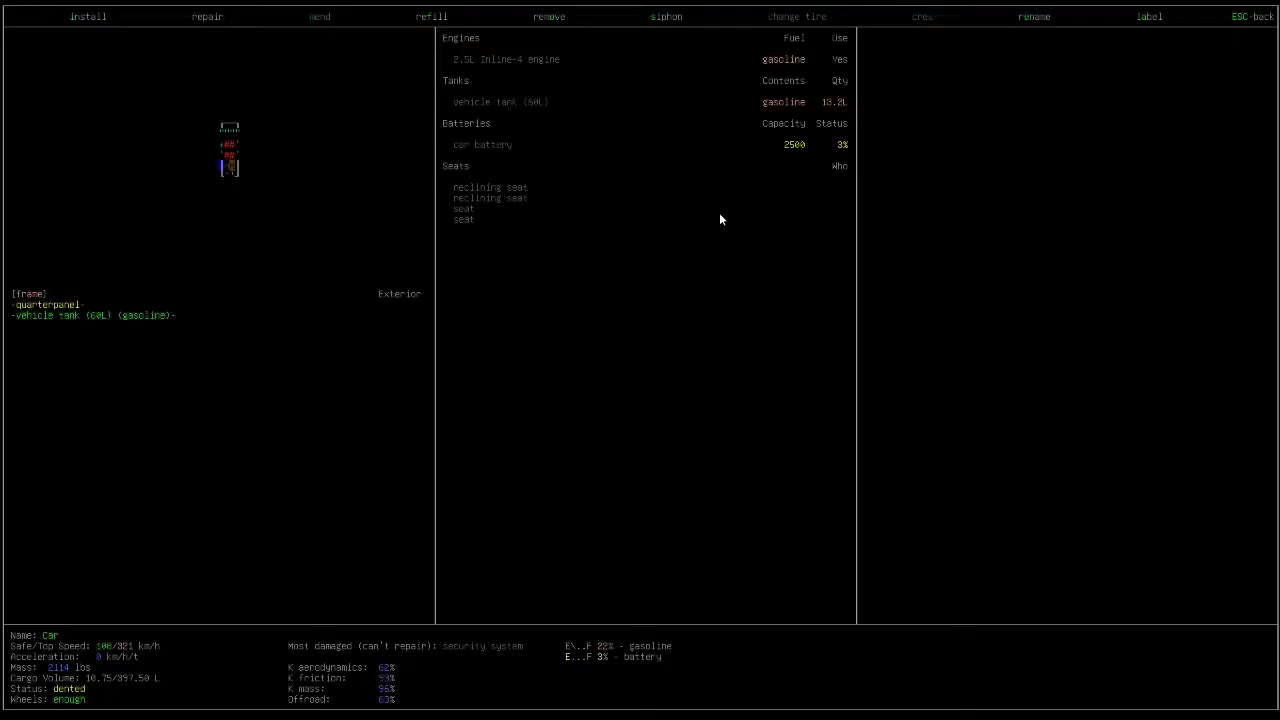 install repair mend refill remove siphon change tire cre rename label ESC-back
Engines Fuel Use
2.5L Inline-4 engine gasoline Yes
Tanks Contents Qty
vehicle tank (60L) gasoline 13.2L
Batteries Capacity Status
car battery 2500 3%
Seats Who
reclining seat
reclining seat
seat
seat
[frame] Exterior
-quarterpanel-
-vehicle tank (60L) (gasoline)-
Name: Car
Safe/Top Speed: 108/321 km/h
Acceleration: 0 km/h/t
Mass: 2114 lbs
Cargo Volume: 10.75/397.50 L
Status: dented
Wheels: enough
Most damaged (can't repair): security system
K aerodynamics: 62%
K friction: 93%
K mass: 96%
Offroad: 63%
E\..F 22% - gasoline
E...F 3% - battery